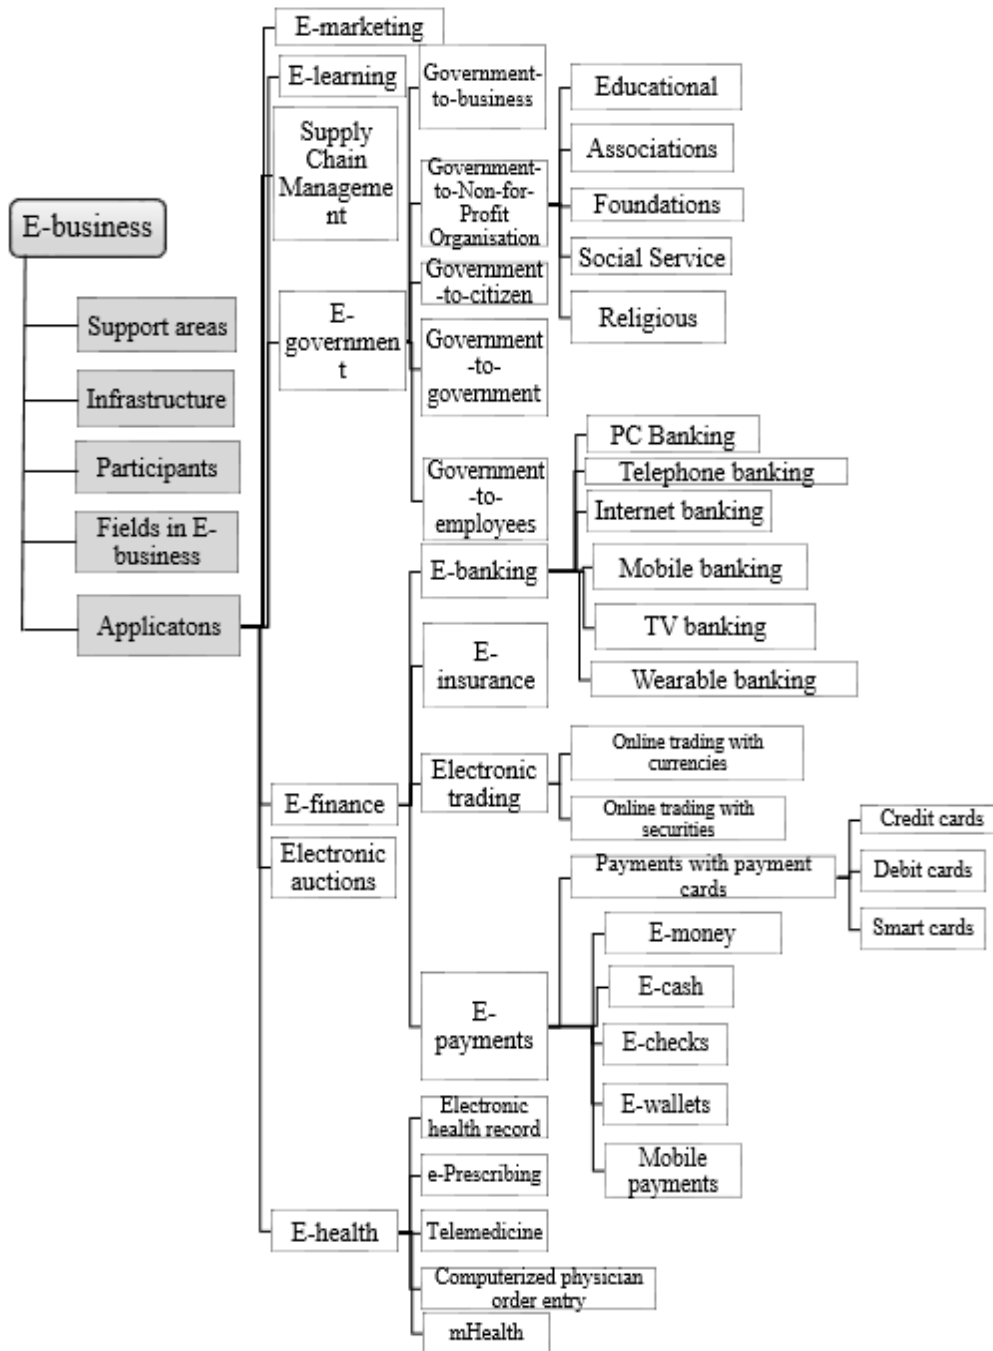 E-business
Support areas
Infrastructure
Participants
Fields in E-
business
Applicatons
E-marketing
E-learning
Supply
Chain
Manageme
nt
E-
governmen
t
E-finance
Electronic
auctions
E-health
Government-
to-business
Government-
to-Non-for-
Profit
Organisation
Government
-to-citizen
Government
-to-
government
Government
-to-
employees
E-banking
E-
insurance
Electronic
trading
E-
payments
Electronic
health record
e-Prescribing
Telemedicine
Computerized physician
order entry
mHealth
Educational
Associations
Foundations
Social Service
Religious
PC Banking
Telephone banking
Internet banking
Mobile banking
TV banking
Wearable banking
Online trading with
currencies
Online trading with
securities
Payments with payment
cards
E-money
E-cash
E-checks
E-wallets
Mobile
payments
Credit cards
Debit cards
Smart cards